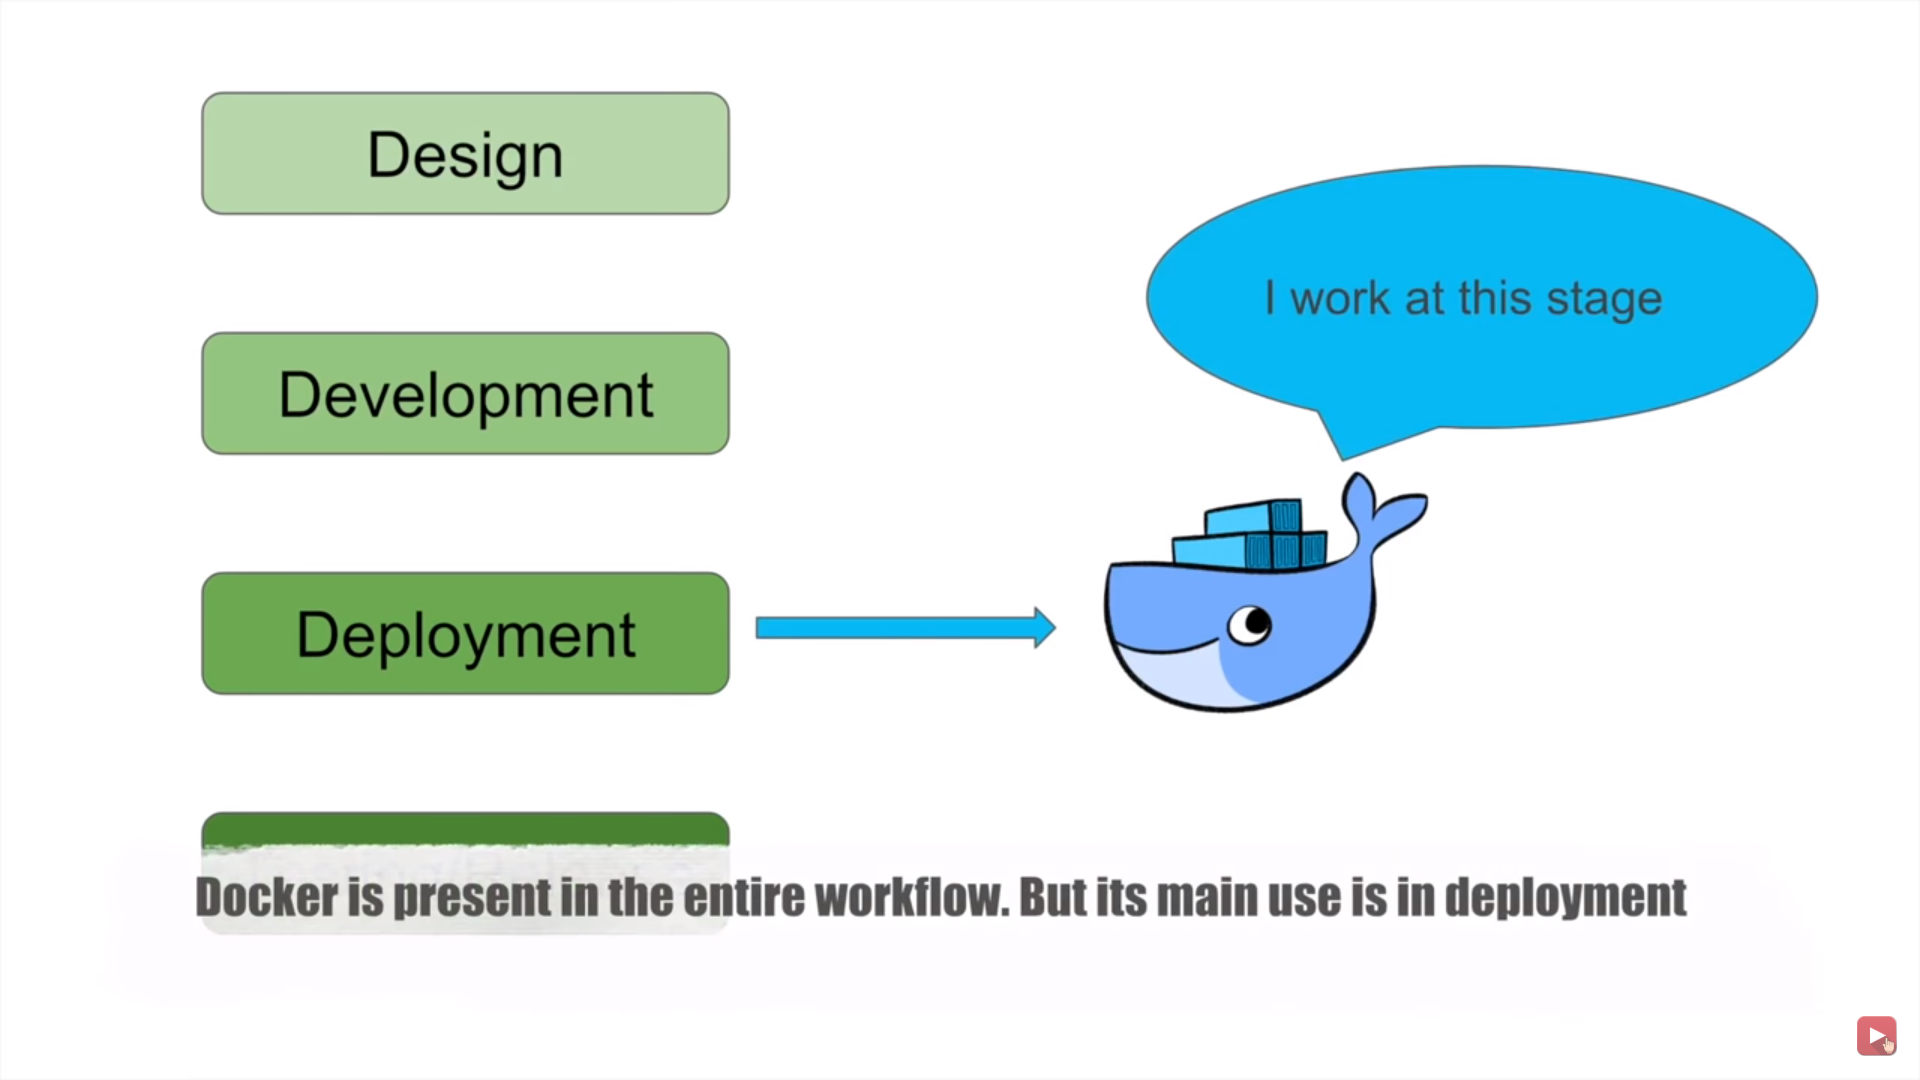 Design
I work at this stage
Development
Deployment
Docker is present in the entire workflow. But its main use is in deployment